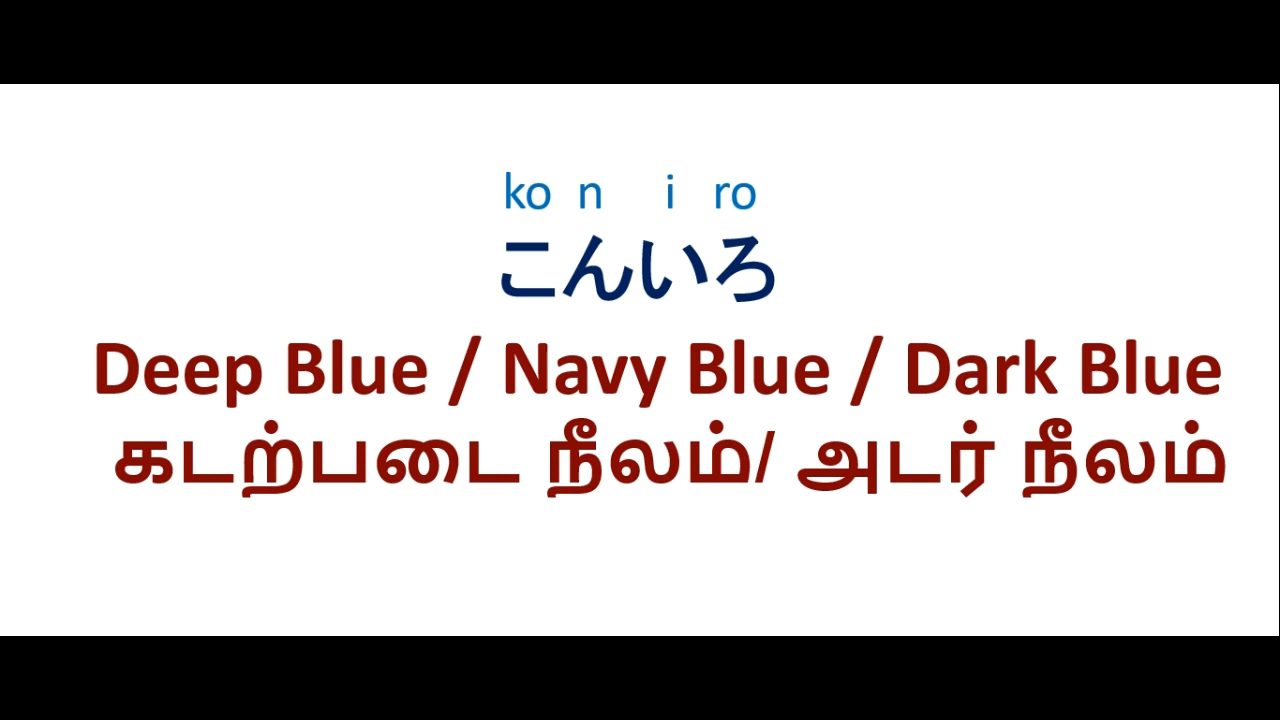 ko n i ro
こんいろ
Deep Blue / Navy Blue / Dark Blue
கடற்படை நீலம்/ அடர் நீலம்